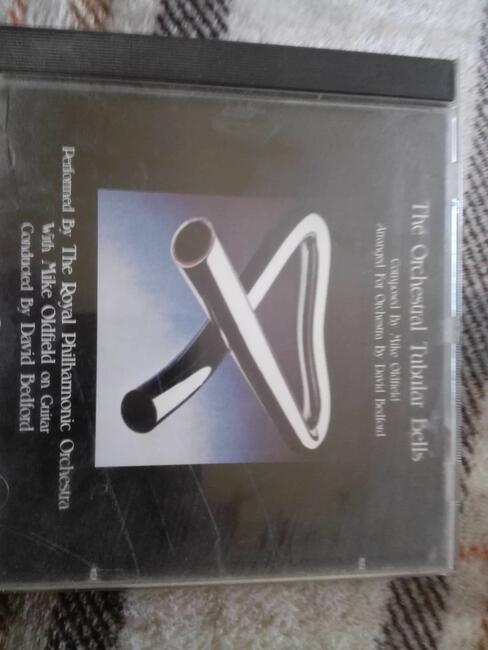 The Orchestral Tubular Bells
Composed By Mike Oldfield
Arranged For Orchestra By David Bedford
Performed By The Royal Philharmonic Orchestra
With Mike Oldfield on Guitar
Conducted By David Bedford